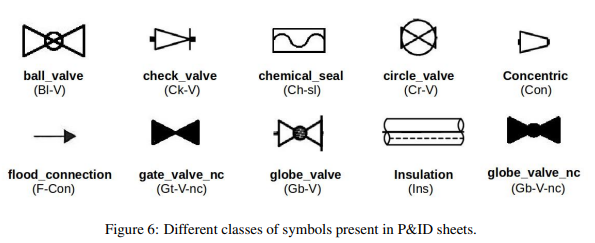 ball_valve check_valve chemical_seal circle_valve Concentric
(Bl-V) (Ck-V) (Ch-sl) (Cr-V) (Con)
flood_connection gate_valve_nc globe_valve Insulation globe_valve_nc
(F-Con) (Gt-V-nc) (Gb-V) (Ins) (Gb-V-nc)
Figure 6: Different classes of symbols present in P&ID sheets.